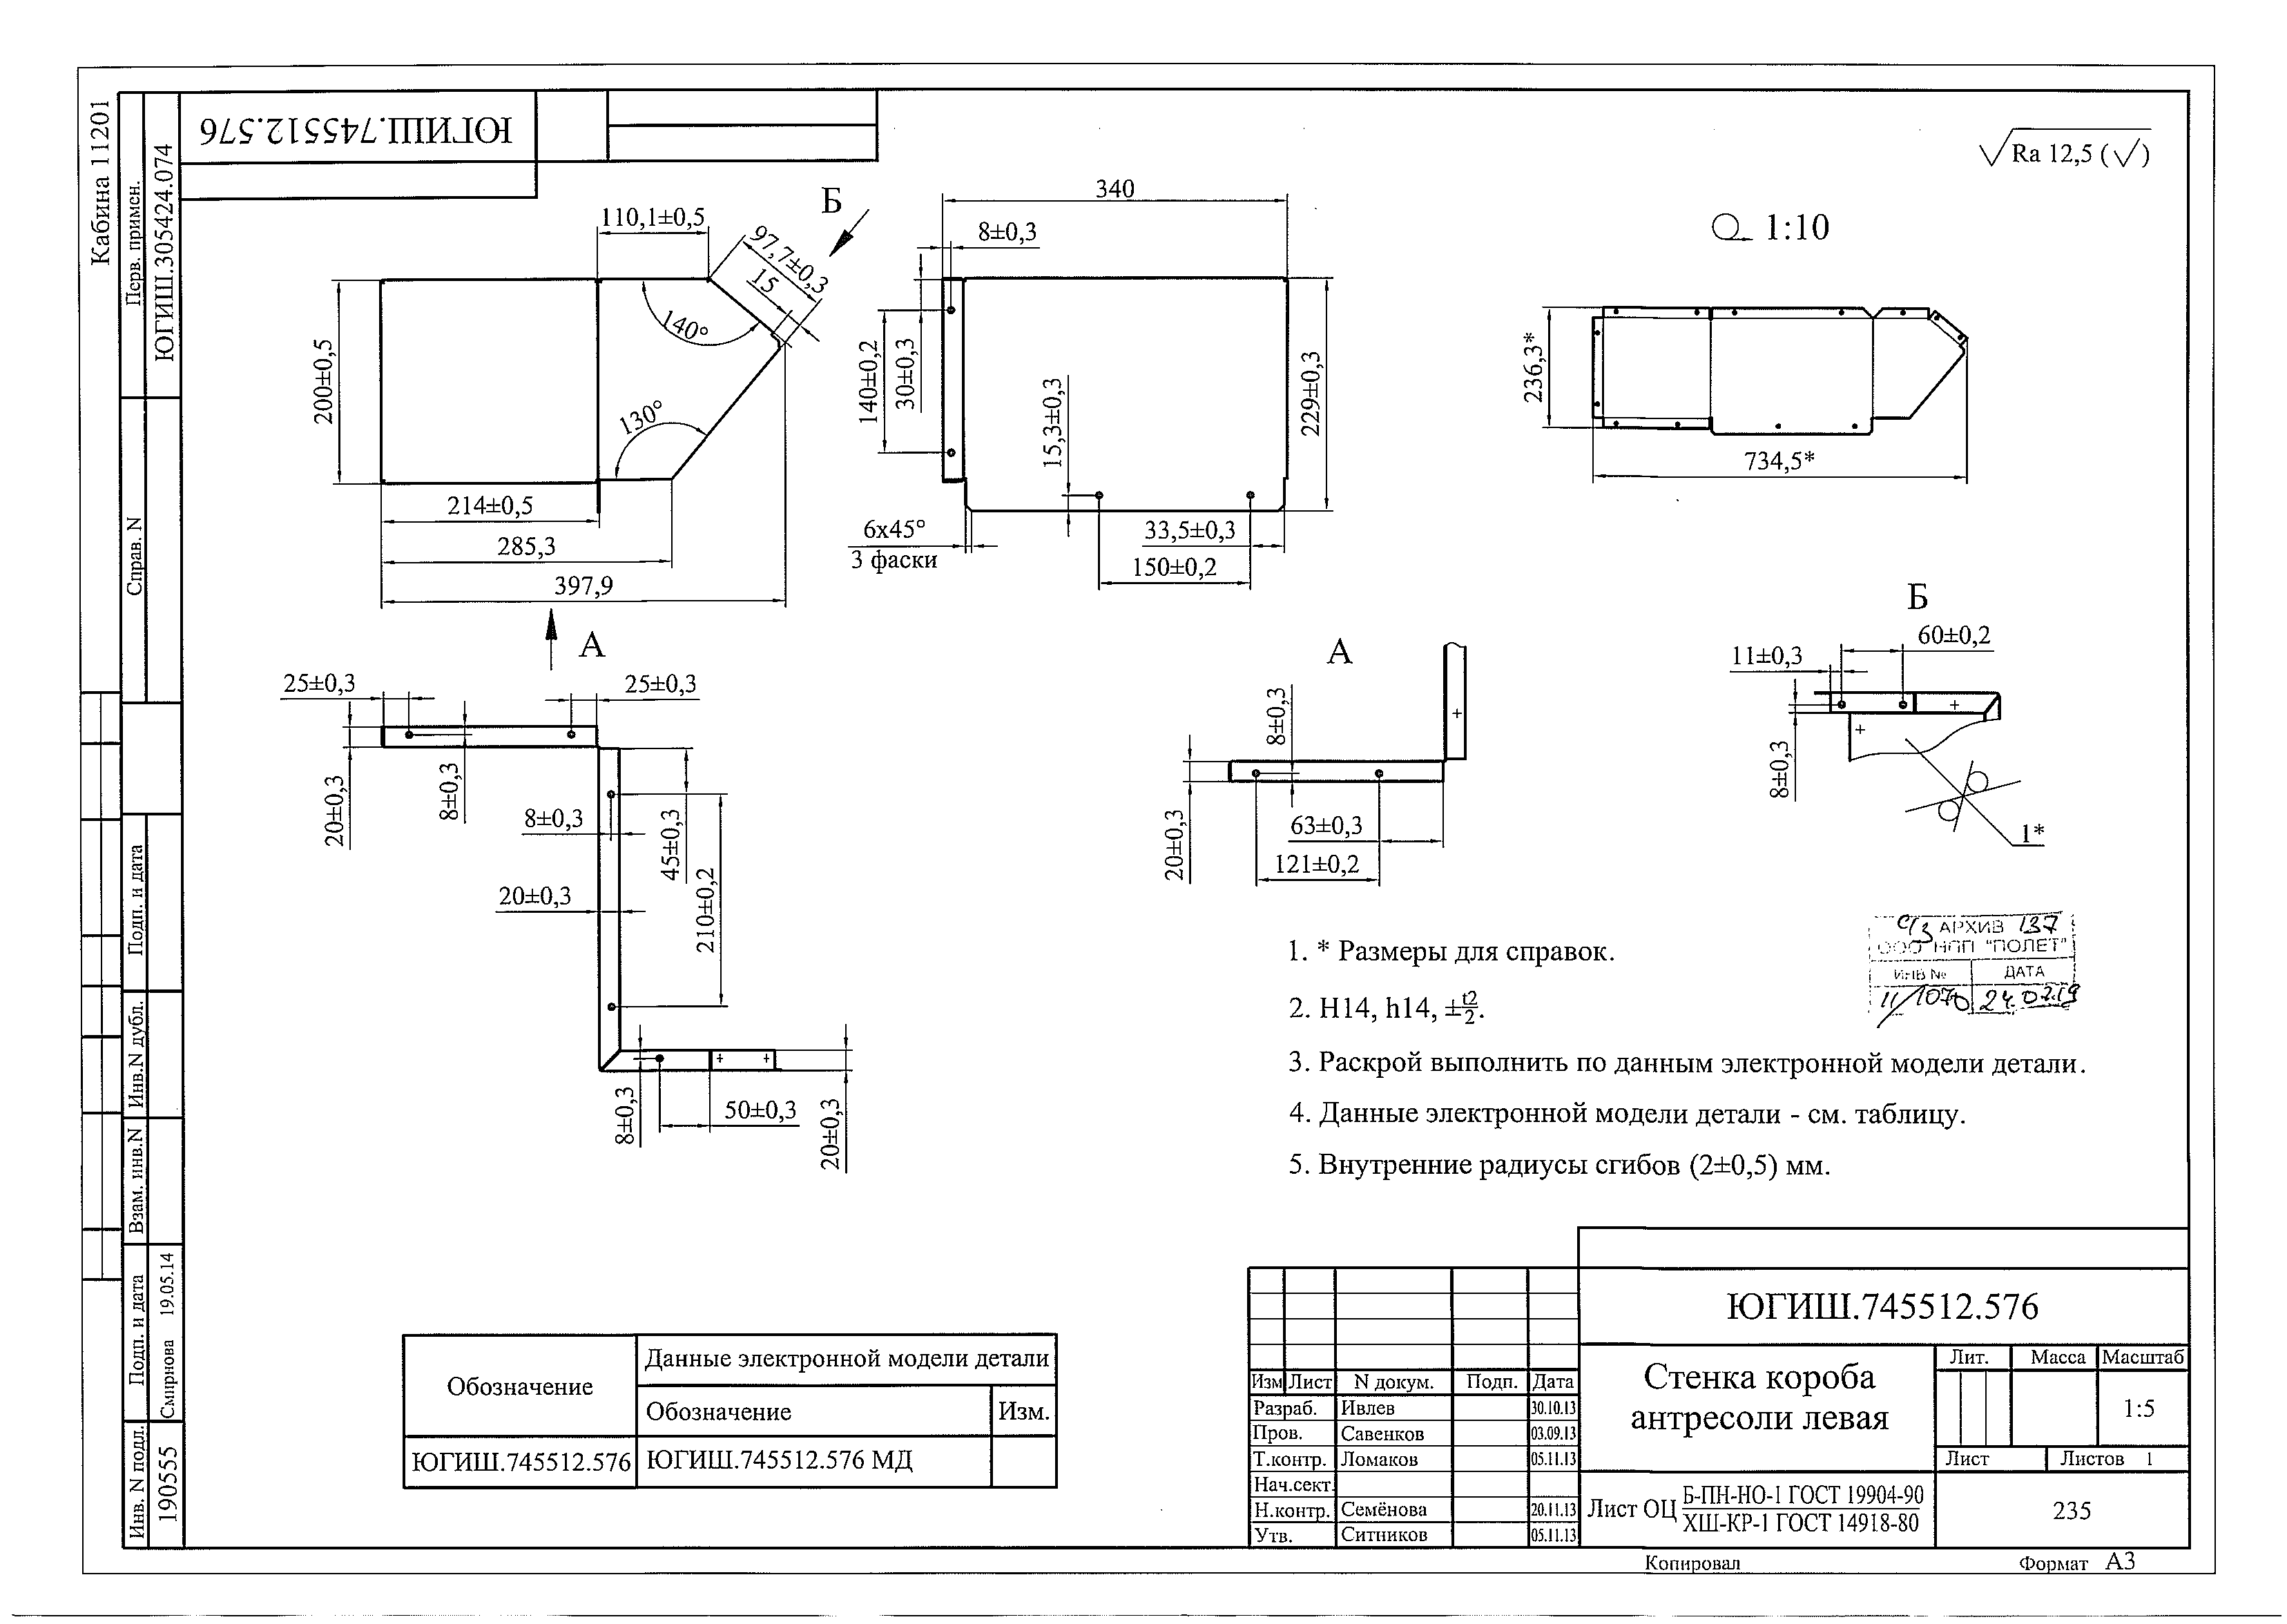 Кабина 11201
Перв. примен.
ЮГИШ.305424.074
Справ. N
Подп. и дата
Инв.N дубл.
Взам. инв.N
Подп. и дата
Смирнова 19.05.14
Инв. N подл.
190555
ЮГИШ.745512.576
√Ra 12,5 (√)
110,1±0,5
Б
97,7±0,3
15
140°
130°
200±0,5
214±0,5
285,3
397,9
340
8±0,3
140±0,2
30±0,3
15,3±0,3
229±0,3
6х45°
3 фаски
33,5±0,3
150±0,2
1:10
236,3*
734,5*
А
25±0,3
25±0,3
20±0,3
8±0,3
8±0,3
45±0,3
20±0,3
210±0,2
8±0,3
50±0,3
20±0,3
А
8±0,3
20±0,3
63±0,3
121±0,2
Б
60±0,2
11±0,3
8±0,3
1*
АРХИВ 137
ООО НПП "ПОЛЕТ"
ИНВ № ДАТА
11/1070 24.02.19
1. * Размеры для справок.
2. H14, h14, ±t2/2.
3. Раскрой выполнить по данным электронной модели детали.
4. Данные электронной модели детали - см. таблицу.
5. Внутренние радиусы сгибов (2±0,5) мм.
Обозначение
Данные электронной модели детали
Обозначение Изм.
ЮГИШ.745512.576 ЮГИШ.745512.576 МД
ЮГИШ.745512.576
Изм Лист N докум. Подп. Дата
Разраб. Ивлев 30.10.13
Пров. Савенков 03.09.13
Т.контр. Ломаков 05.11.13
Нач.сект.
Н.контр. Семёнова 20.11.13
Утв. Ситников 05.11.13
Стенка короба
антресоли левая
Лит. Масса Масштаб
1:5
Лист Листов 1
Лист ОЦ
Б-ПН-НО-1 ГОСТ 19904-90
ХШ-КР-1 ГОСТ 14918-80
235
Копировал Формат А3